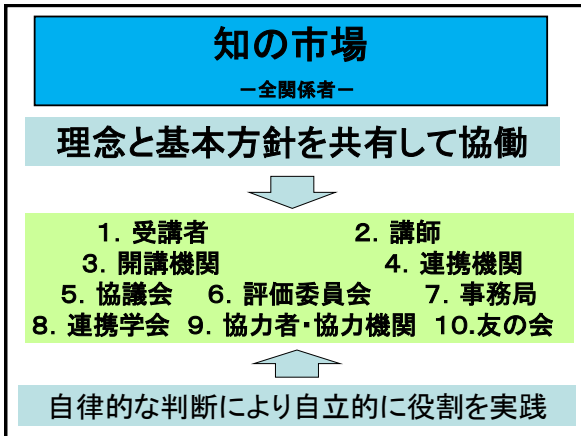 知の市場
－全関係者－
理念と基本方針を共有して協働
1．受講者 2．講師
3．開講機関 4．連携機関
5．協議会 6．評価委員会 7．事務局
8．連携学会 9．協力者・協力機関 10.友の会
自律的な判断により自立的に役割を実践